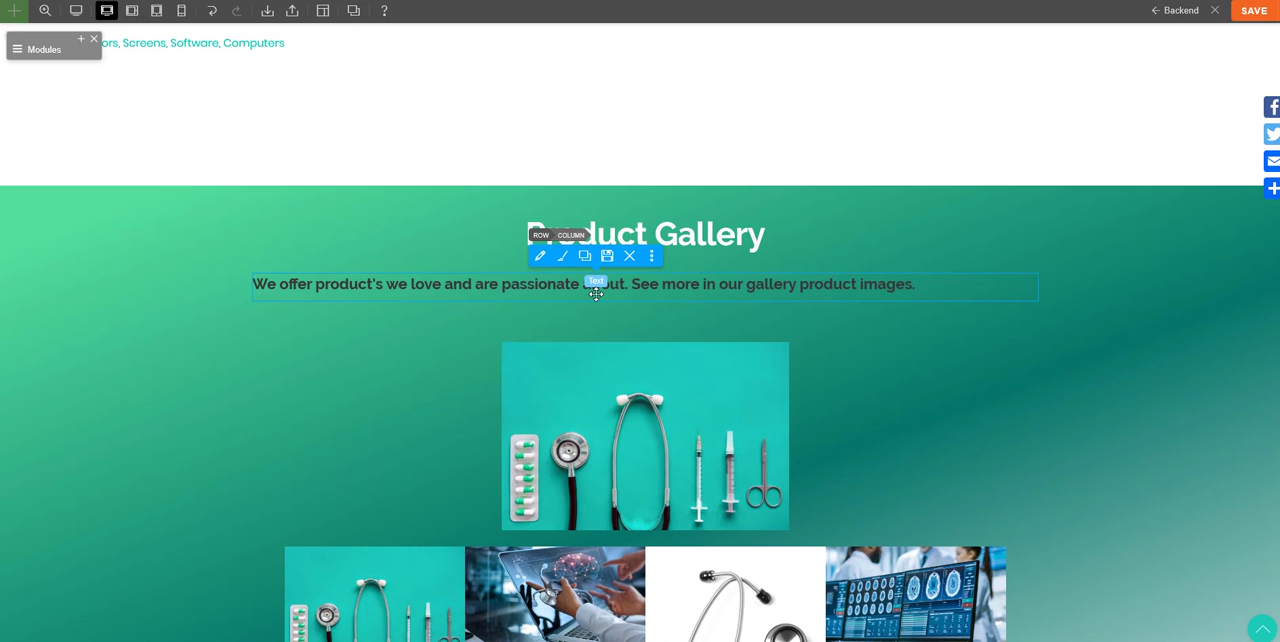 Backend
SAVE
Modules
ors, Screens, Software, Computers
Product Gallery
ROW COLUMN
Text
We offer product's we love and are passionate about. See more in our gallery product images.